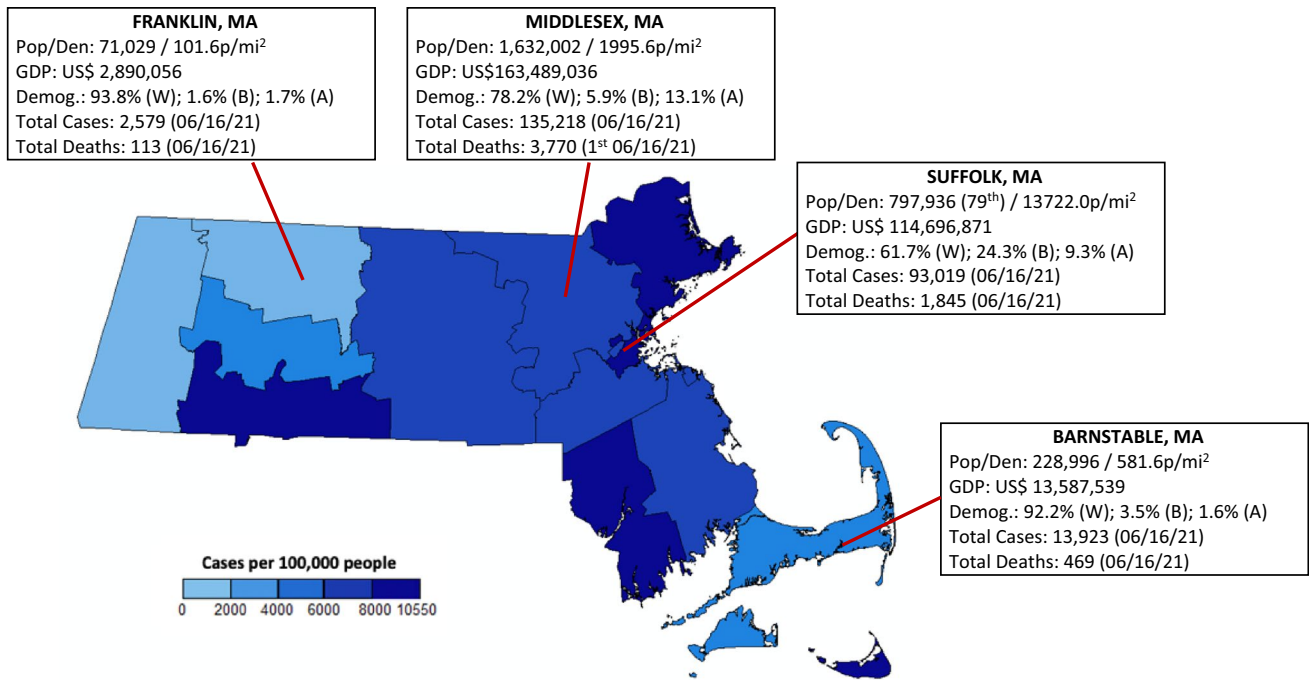 FRANKLIN, MA
Pop/Den: 71,029 / 101.6p/mi²
GDP: US$ 2,890,056
Demog.: 93.8% (W); 1.6% (B); 1.7% (A)
Total Cases: 2,579 (06/16/21)
Total Deaths: 113 (06/16/21)
MIDDLESEX, MA
Pop/Den: 1,632,002 / 1995.6p/mi²
GDP: US$163,489,036
Demog.: 78.2% (W); 5.9% (B); 13.1% (A)
Total Cases: 135,218 (06/16/21)
Total Deaths: 3,770 (1st 06/16/21)
SUFFOLK, MA
Pop/Den: 797,936 (79th) / 13722.0p/mi²
GDP: US$ 114,696,871
Demog.: 61.7% (W); 24.3% (B); 9.3% (A)
Total Cases: 93,019 (06/16/21)
Total Deaths: 1,845 (06/16/21)
BARNSTABLE, MA
Pop/Den: 228,996 / 581.6p/mi²
GDP: US$ 13,587,539
Demog.: 92.2% (W); 3.5% (B); 1.6% (A)
Total Cases: 13,923 (06/16/21)
Total Deaths: 469 (06/16/21)
Cases per 100,000 people
0 2000 4000 6000 8000 10550